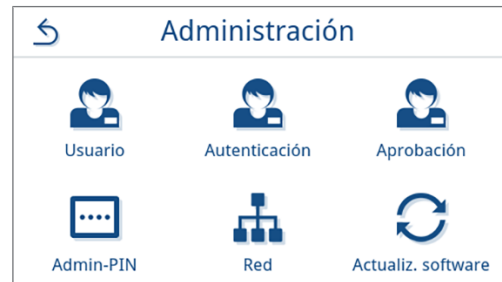 Administración
Usuario Autenticación Aprobación
Admin-PIN Red Actualiz. software